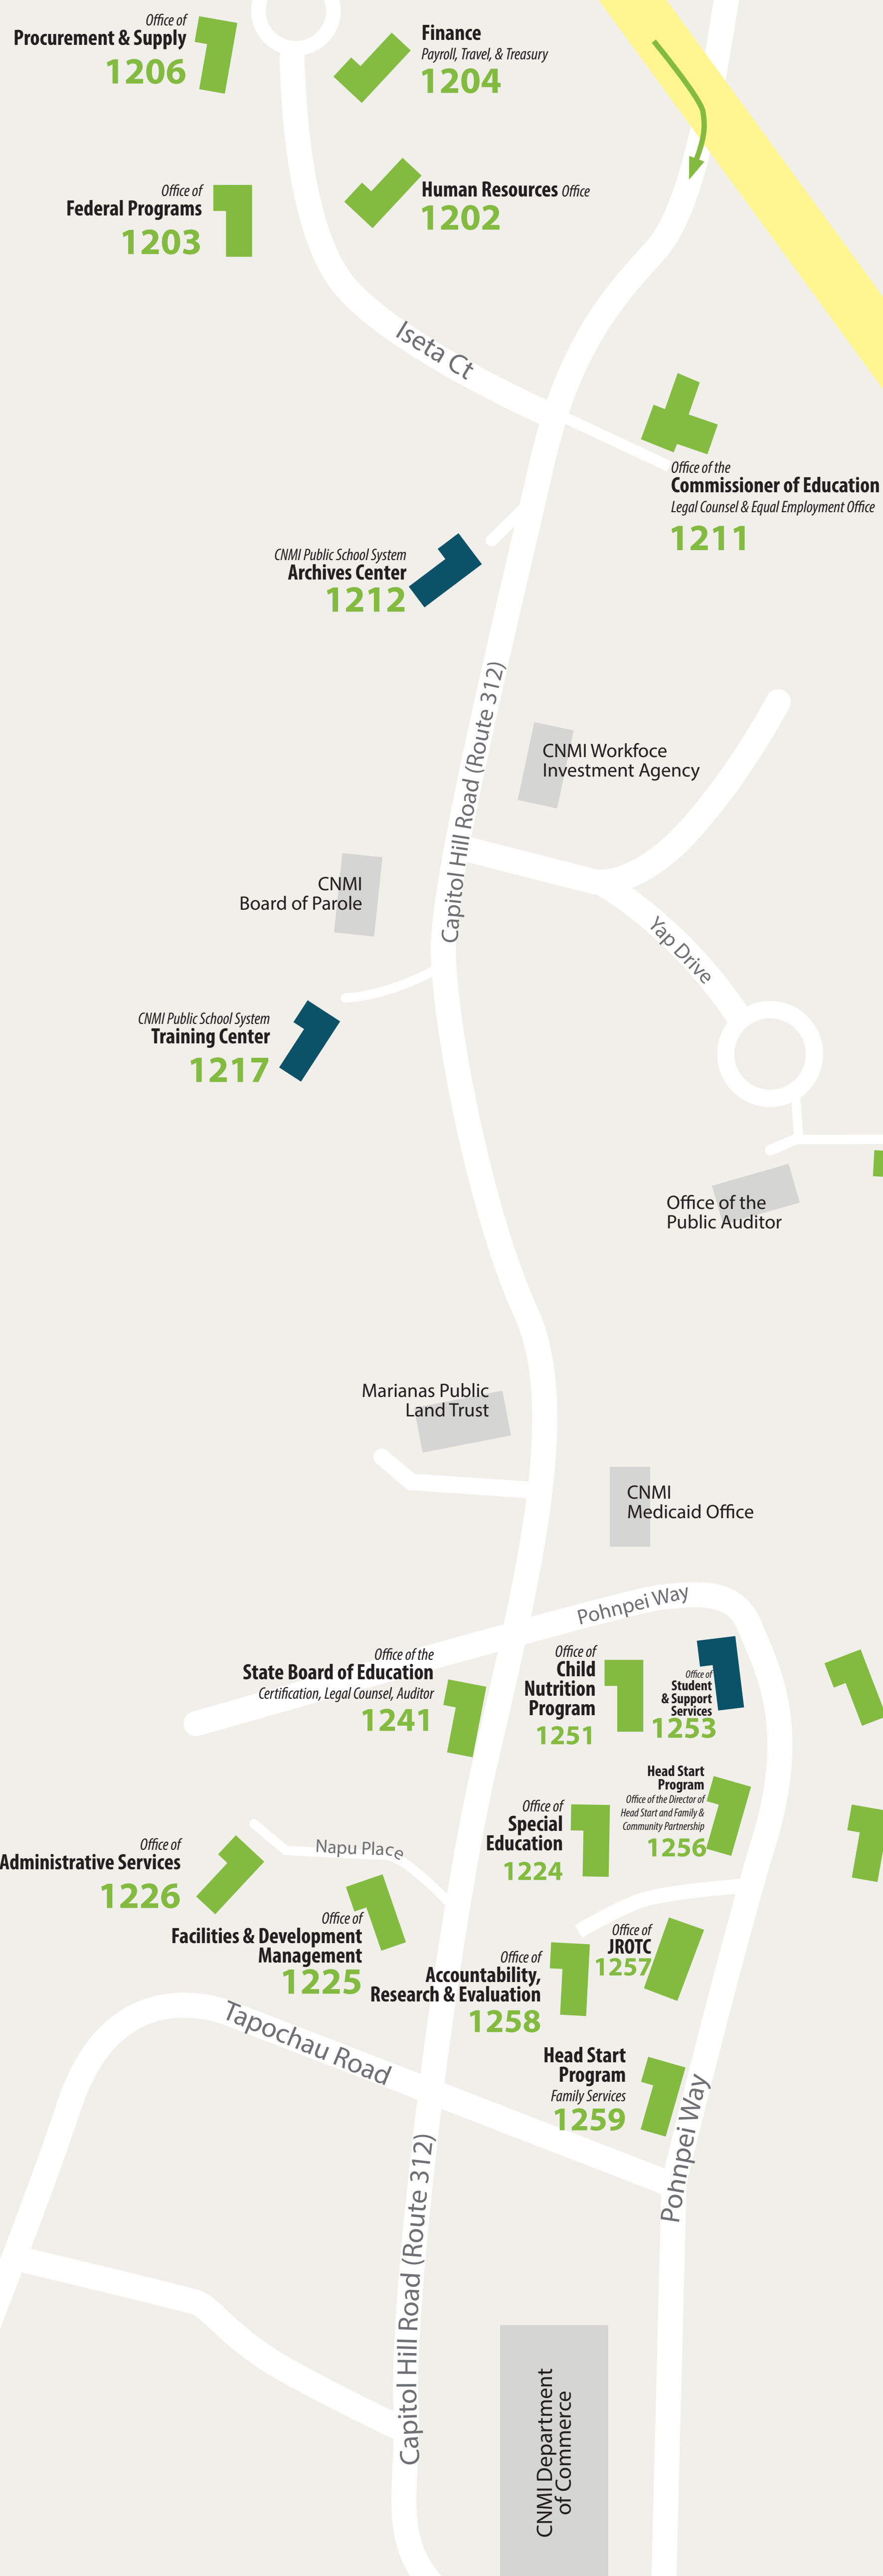 Office of
Procurement & Supply
1206
Finance
Payroll, Travel, & Treasury
1204
Office of
Federal Programs
1203
Human Resources Office
1202
Iseta Ct
Office of the
Commissioner of Education
Legal Counsel & Equal Employment Office
1211
CNMI Public School System
Archives Center
1212
Capitol Hill Road (Route 312)
CNMI Workfoce
Investment Agency
CNMI
Board of Parole
Yap Drive
CNMI Public School System
Training Center
1217
Office of the
Public Auditor
Marianas Public
Land Trust
CNMI
Medicaid Office
Pohnpei Way
Office of the
State Board of Education
Certification, Legal Counsel, Auditor
1241
Office of
Child
Nutrition
Program
1251
Office of
Student
& Support
Services
1253
Head Start
Program
Office of the Director of
Head Start and Family &
Community Partnership
1256
Office of
Special
Education
1224
Napu Place
Office of
Administrative Services
1226
Office of
Facilities & Development
Management
1225
Office of
JROTC
1257
Office of
Accountability,
Research & Evaluation
1258
Tapochau Road
Head Start
Program
Family Services
1259
Pohnpei Way
Capitol Hill Road (Route 312)
CNMI Department
of Commerce